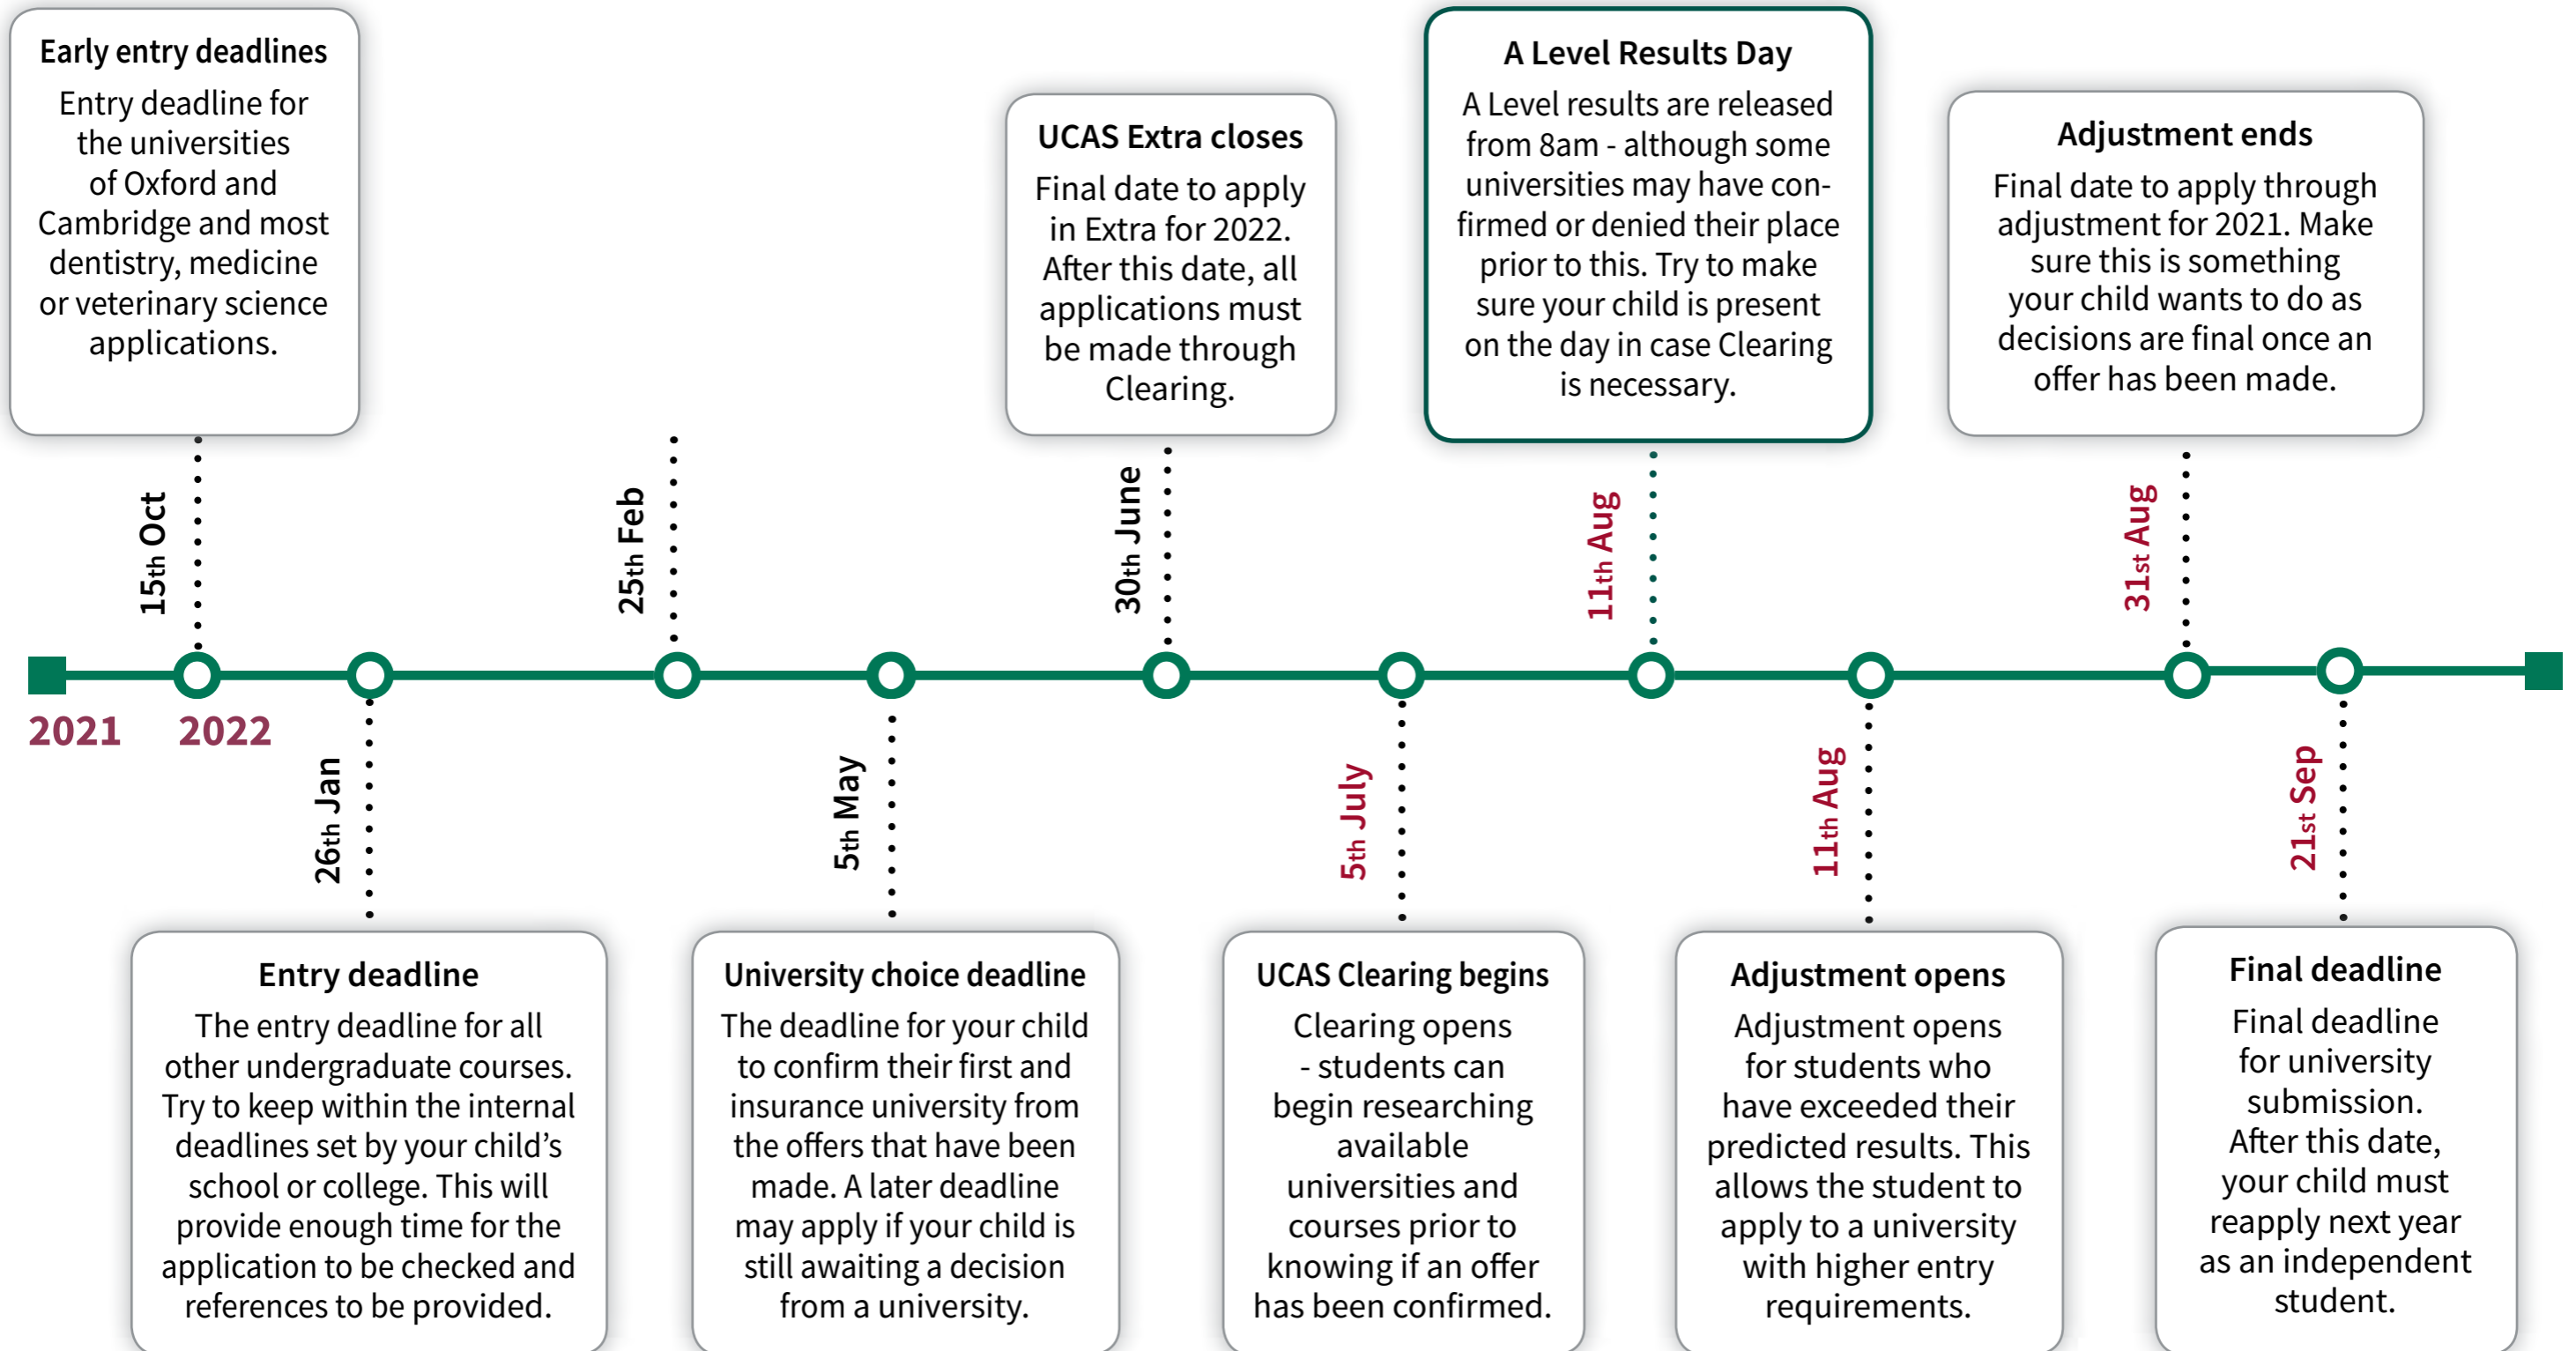 Early entry deadlines
Entry deadline for
the universities
of Oxford and
Cambridge and most
dentistry, medicine
or veterinary science
applications.
UCAS Extra closes
Final date to apply
in Extra for 2022.
After this date, all
applications must
be made through
Clearing.
A Level Results Day
A Level results are released
from 8am - although some
universities may have con-
firmed or denied their place
prior to this. Try to make
sure your child is present
on the day in case Clearing
is necessary.
Adjustment ends
Final date to apply through
adjustment for 2021. Make
sure this is something
your child wants to do as
decisions are final once an
offer has been made.
15th Oct
25th Feb
30th June
11th Aug
31st Aug
2021
2022
26th Jan
5th May
5th July
11th Aug
21st Sep
Entry deadline
The entry deadline for all
other undergraduate courses.
Try to keep within the internal
deadlines set by your child’s
school or college. This will
provide enough time for the
application to be checked and
references to be provided.
University choice deadline
The deadline for your child
to confirm their first and
insurance university from
the offers that have been
made. A later deadline
may apply if your child is
still awaiting a decision
from a university.
UCAS Clearing begins
Clearing opens
- students can
begin researching
available
universities and
courses prior to
knowing if an offer
has been confirmed.
Adjustment opens
Adjustment opens
for students who
have exceeded their
predicted results. This
allows the student to
apply to a university
with higher entry
requirements.
Final deadline
Final deadline
for university
submission.
After this date,
your child must
reapply next year
as an independent
student.